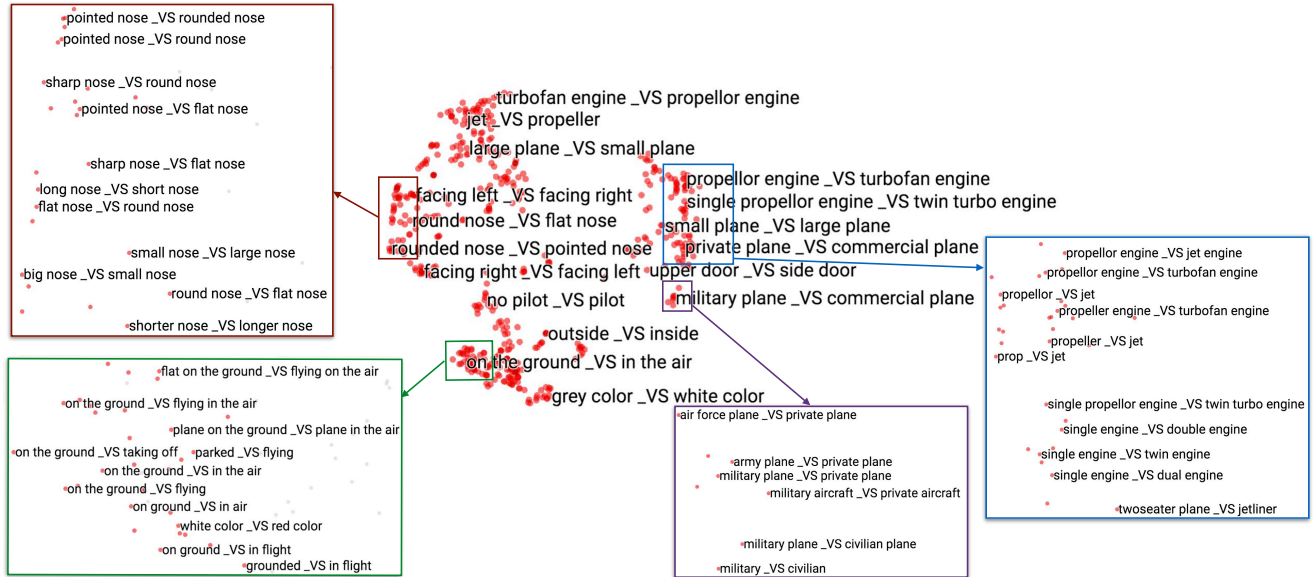 pointed nose _VS rounded nose
pointed nose _VS round nose
sharp nose _VS round nose
pointed nose _VS flat nose
sharp nose _VS flat nose
long nose _VS short nose
flat nose _VS round nose
small nose _VS large nose
big nose _VS small nose
round nose _VS flat nose
shorter nose _VS longer nose
turbofan engine _VS propellor engine
jet _VS propeller
large plane _VS small plane
facing left _VS facing right
round nose _VS flat nose
rounded nose _VS pointed nose
facing right _VS facing left
no pilot _VS pilot
outside _VS inside
on the ground _VS in the air
grey color _VS white color
propellor engine _VS turbofan engine
single propellor engine _VS twin turbo engine
small plane _VS large plane
private plane _VS commercial plane
upper door _VS side door
military plane _VS commercial plane
propellor engine _VS jet engine
propellor engine _VS turbofan engine
propellor _VS jet
propeller engine _VS turbofan engine
propeller _VS jet
prop _VS jet
single propellor engine _VS twin turbo engine
single engine _VS double engine
single engine _VS twin engine
single engine _VS dual engine
twoseater plane _VS jetliner
flat on the ground _VS flying on the air
on the ground _VS flying in the air
plane on the ground _VS plane in the air
on the ground _VS taking off
parked _VS flying
on the ground _VS in the air
on the ground _VS flying
on ground _VS in air
white color _VS red color
on ground _VS in flight
grounded _VS in flight
air force plane _VS private plane
army plane _VS private plane
military plane _VS private plane
military aircraft _VS private aircraft
military plane _VS civilian plane
military _VS civilian